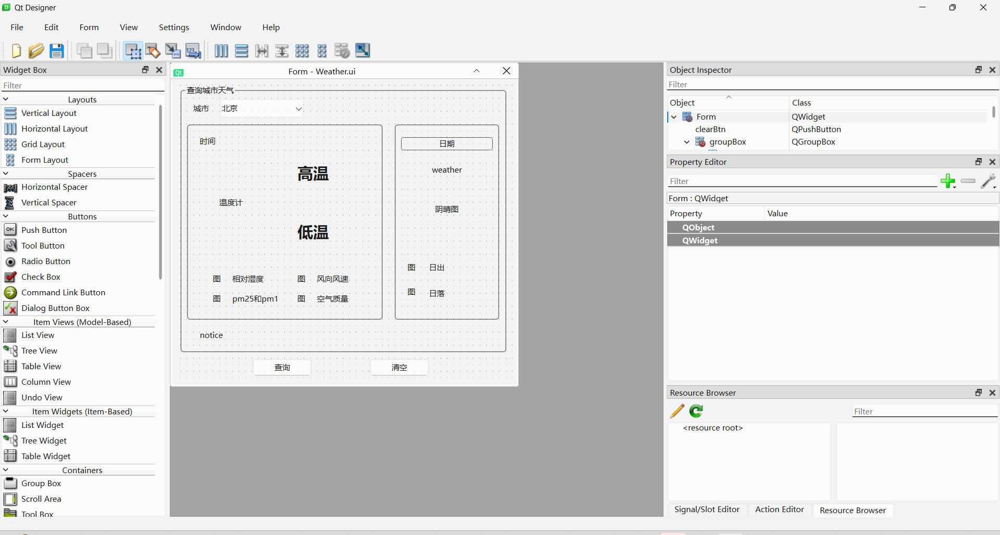 Qt Designer
File Edit Form View Settings Window Help
Widget Box
Filter
Layouts
Vertical Layout
Horizontal Layout
Grid Layout
Form Layout
Spacers
Horizontal Spacer
Vertical Spacer
Buttons
OK Push Button
Tool Button
Radio Button
Check Box
Command Link Button
Dialog Button Box
Item Views (Model-Based)
List View
Tree View
Table View
Column View
Undo View
Item Widgets (Item-Based)
List Widget
Tree Widget
Table Widget
Containers
Group Box
Scroll Area
Tool Box
Qt Form - Weather.ui
查询城市天气
城市 北京
时间
高温
温度计
低温
图 相对湿度 图 风向风速
图 pm25和pm1 图 空气质量
日期
weather
阴晴图
图 日出
图 日落
notice
查询 清空
Object Inspector
Filter
Object Class
Form QWidget
clearBtn QPushButton
groupBox QGroupBox
Property Editor
Filter
Form : QWidget
Property Value
QObject
QWidget
Resource Browser
Filter
<resource root>
Signal/Slot Editor Action Editor Resource Browser